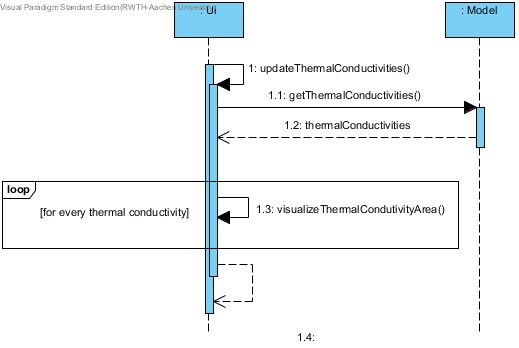 Visual Paradigm Standard Edition(RWTH-Aachen University)
: Ui
: Model
1: updateThermalConductivities()
1.1: getThermalConductivities()
1.2: thermalConductivities
loop
[for every thermal conductivity]
1.3: visualizeThermalCondutivityArea()
1.4: